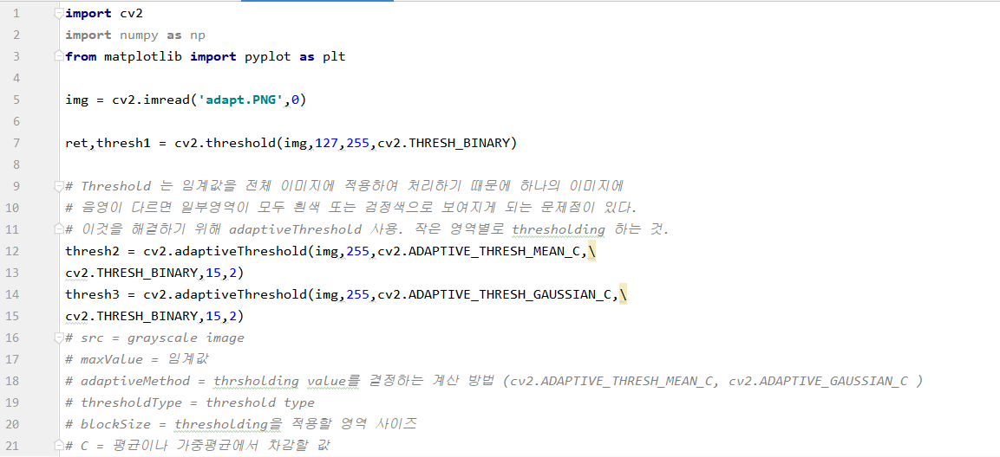 1 import cv2
2 import numpy as np
3 from matplotlib import pyplot as plt
4
5 img = cv2.imread('adapt.PNG',0)
6
7 ret,thresh1 = cv2.threshold(img,127,255,cv2.THRESH_BINARY)
8
9 # Threshold 는 임계값을 전체 이미지에 적용하여 처리하기 때문에 하나의 이미지에
10 # 음영이 다르면 일부영역이 모두 흰색 또는 검정색으로 보여지게 되는 문제점이 있다.
11 # 이것을 해결하기 위해 adaptiveThreshold 사용. 작은 영역별로 thresholding 하는 것.
12 thresh2 = cv2.adaptiveThreshold(img,255,cv2.ADAPTIVE_THRESH_MEAN_C,\
13 cv2.THRESH_BINARY,15,2)
14 thresh3 = cv2.adaptiveThreshold(img,255,cv2.ADAPTIVE_THRESH_GAUSSIAN_C,\
15 cv2.THRESH_BINARY,15,2)
16 # src = grayscale image
17 # maxValue = 임계값
18 # adaptiveMethod = thrsholding value를 결정하는 계산 방법 (cv2.ADAPTIVE_THRESH_MEAN_C, cv2.ADAPTIVE_GAUSSIAN_C )
19 # thresholdType = threshold type
20 # blockSize = thresholding을 적용할 영역 사이즈
21 # C = 평균이나 가중평균에서 차감할 값